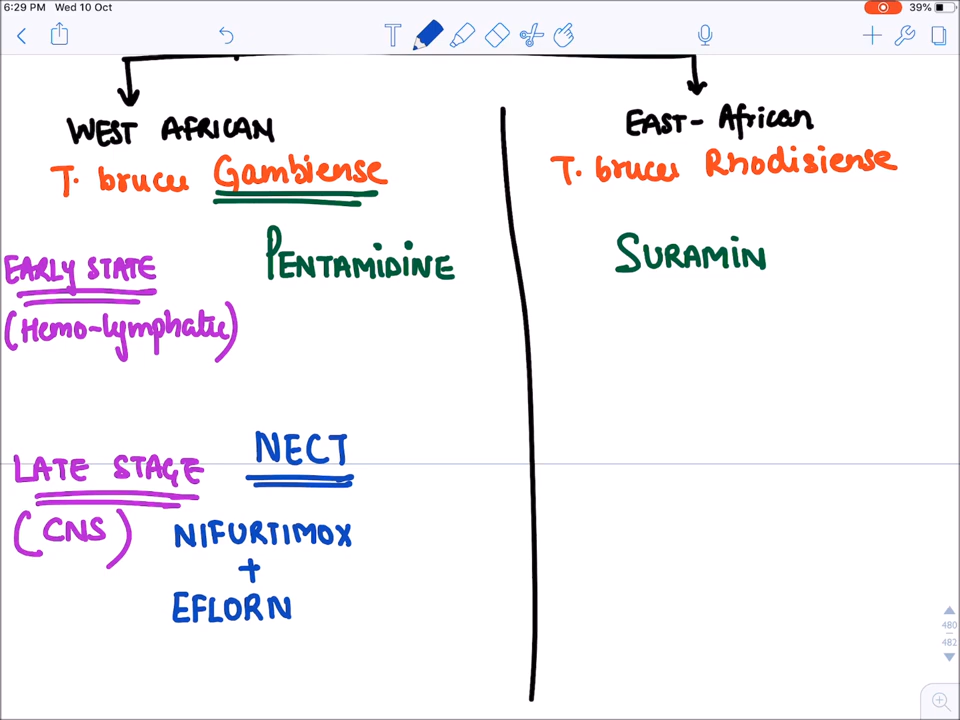 6:29 PM Wed 10 Oct
39%
T
WEST AFRICAN
EAST-African
T. brucei Gambiense
T. brucei Rhodisiense
EARLY STATE
PENTAMIDINE
SURAMIN
(Hemo-lymphatic)
LATE STAGE
NECT
(CNS)
NIFURTIMOX
+
EFLORN
480
482